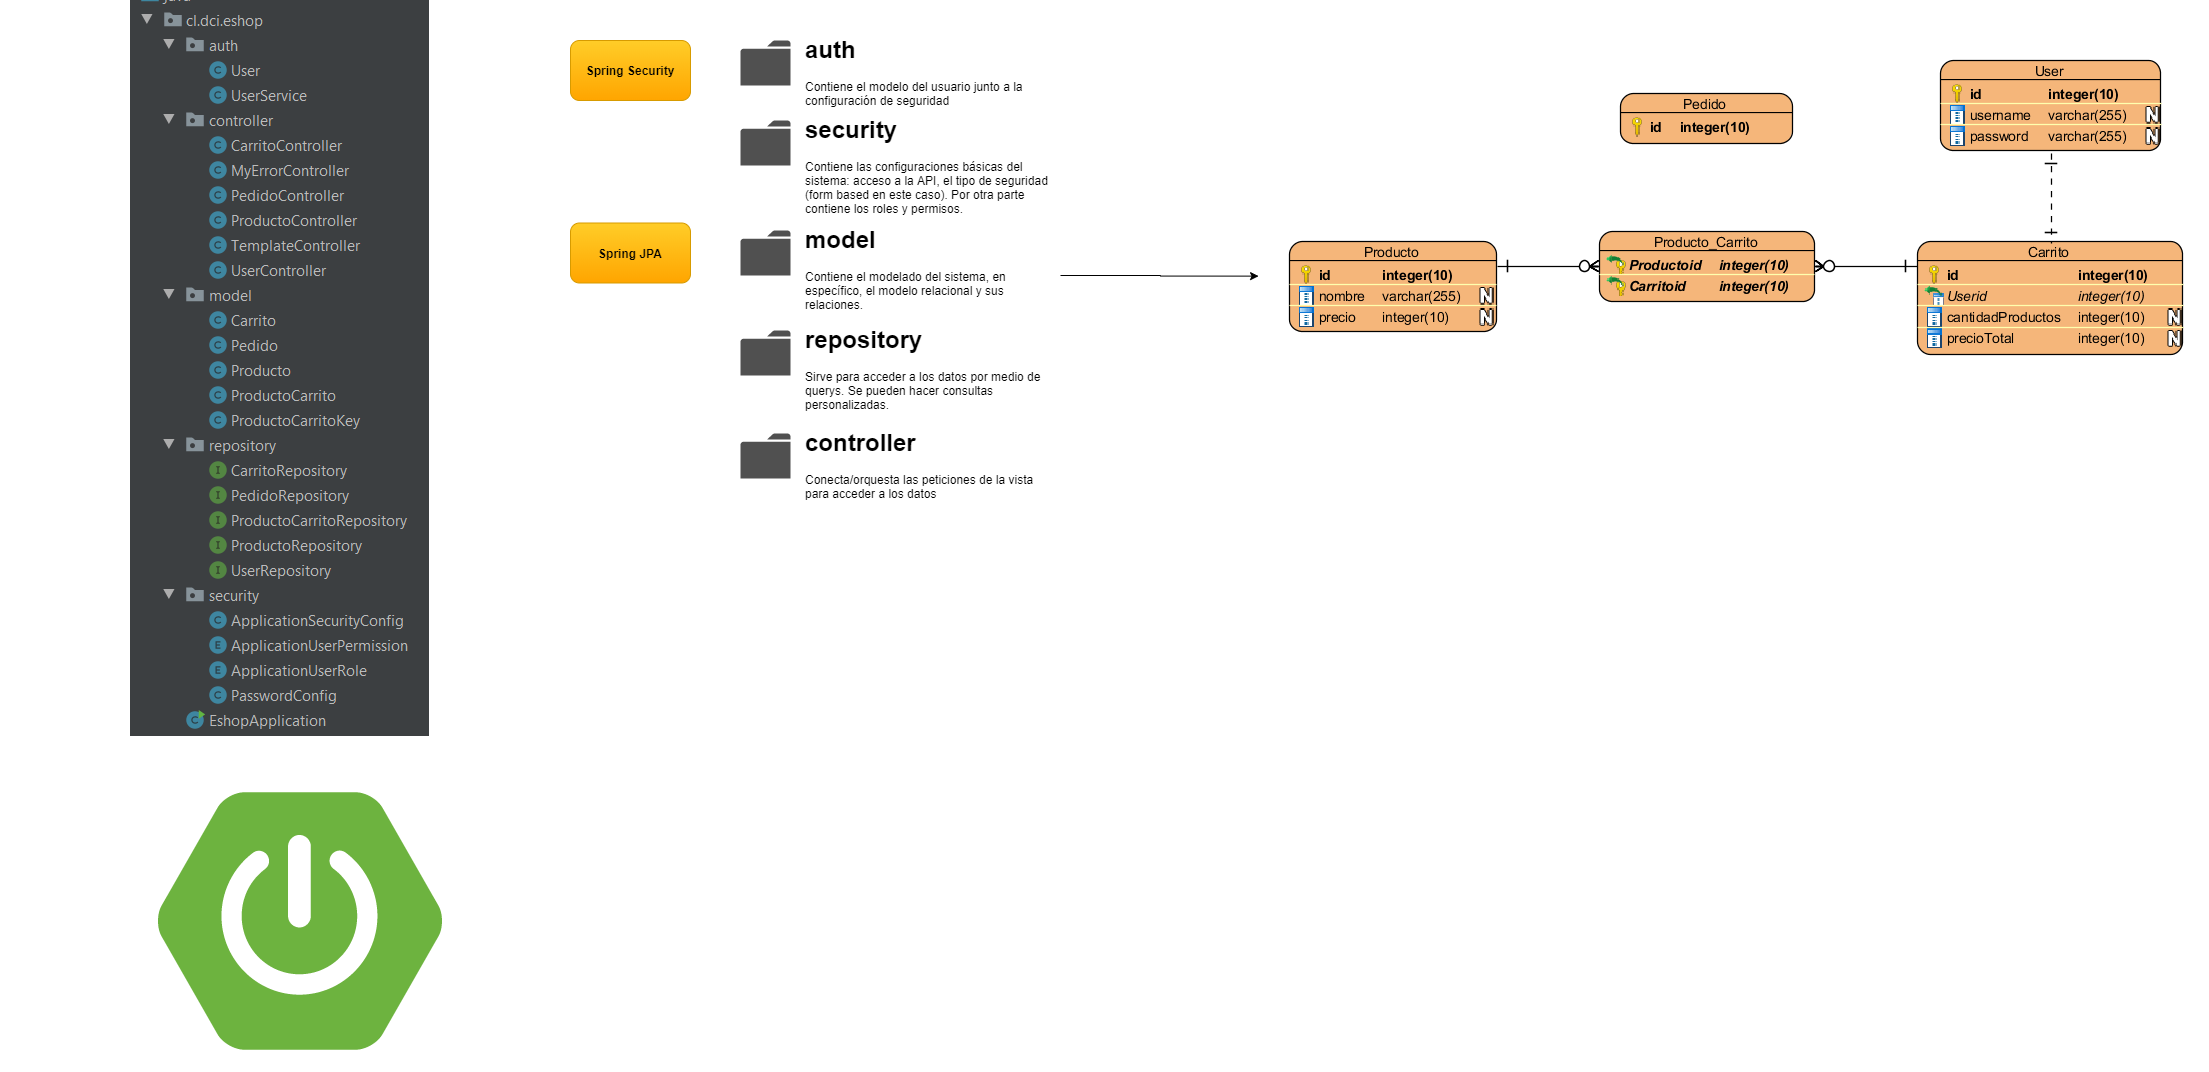 cl.dci.eshop
auth
User
UserService
controller
CarritoController
MyErrorController
PedidoController
ProductoController
TemplateController
UserController
model
Carrito
Pedido
Producto
ProductoCarrito
ProductoCarritoKey
repository
CarritoRepository
PedidoRepository
ProductoCarritoRepository
ProductoRepository
UserRepository
security
ApplicationSecurityConfig
ApplicationUserPermission
ApplicationUserRole
PasswordConfig
EshopApplication
Spring Security
Spring JPA
auth
Contiene el modelo del usuario junto a la
configuración de seguridad
security
Contiene las configuraciones básicas del
sistema: acceso a la API, el tipo de seguridad
(form based en este caso). Por otra parte
contiene los roles y permisos.
model
Contiene el modelado del sistema, en
específico, el modelo relacional y sus
relaciones.
repository
Sirve para acceder a los datos por medio de
querys. Se pueden hacer consultas
personalizadas.
controller
Conecta/orquesta las peticiones de la vista
para acceder a los datos
Pedido
id integer(10)
User
id integer(10)
username varchar(255) N
password varchar(255) N
Producto
id integer(10)
nombre varchar(255) N
precio integer(10) N
Producto_Carrito
Productoid integer(10)
Carritoid integer(10)
Carrito
id integer(10)
Userid integer(10)
cantidadProductos integer(10) N
precioTotal integer(10) N